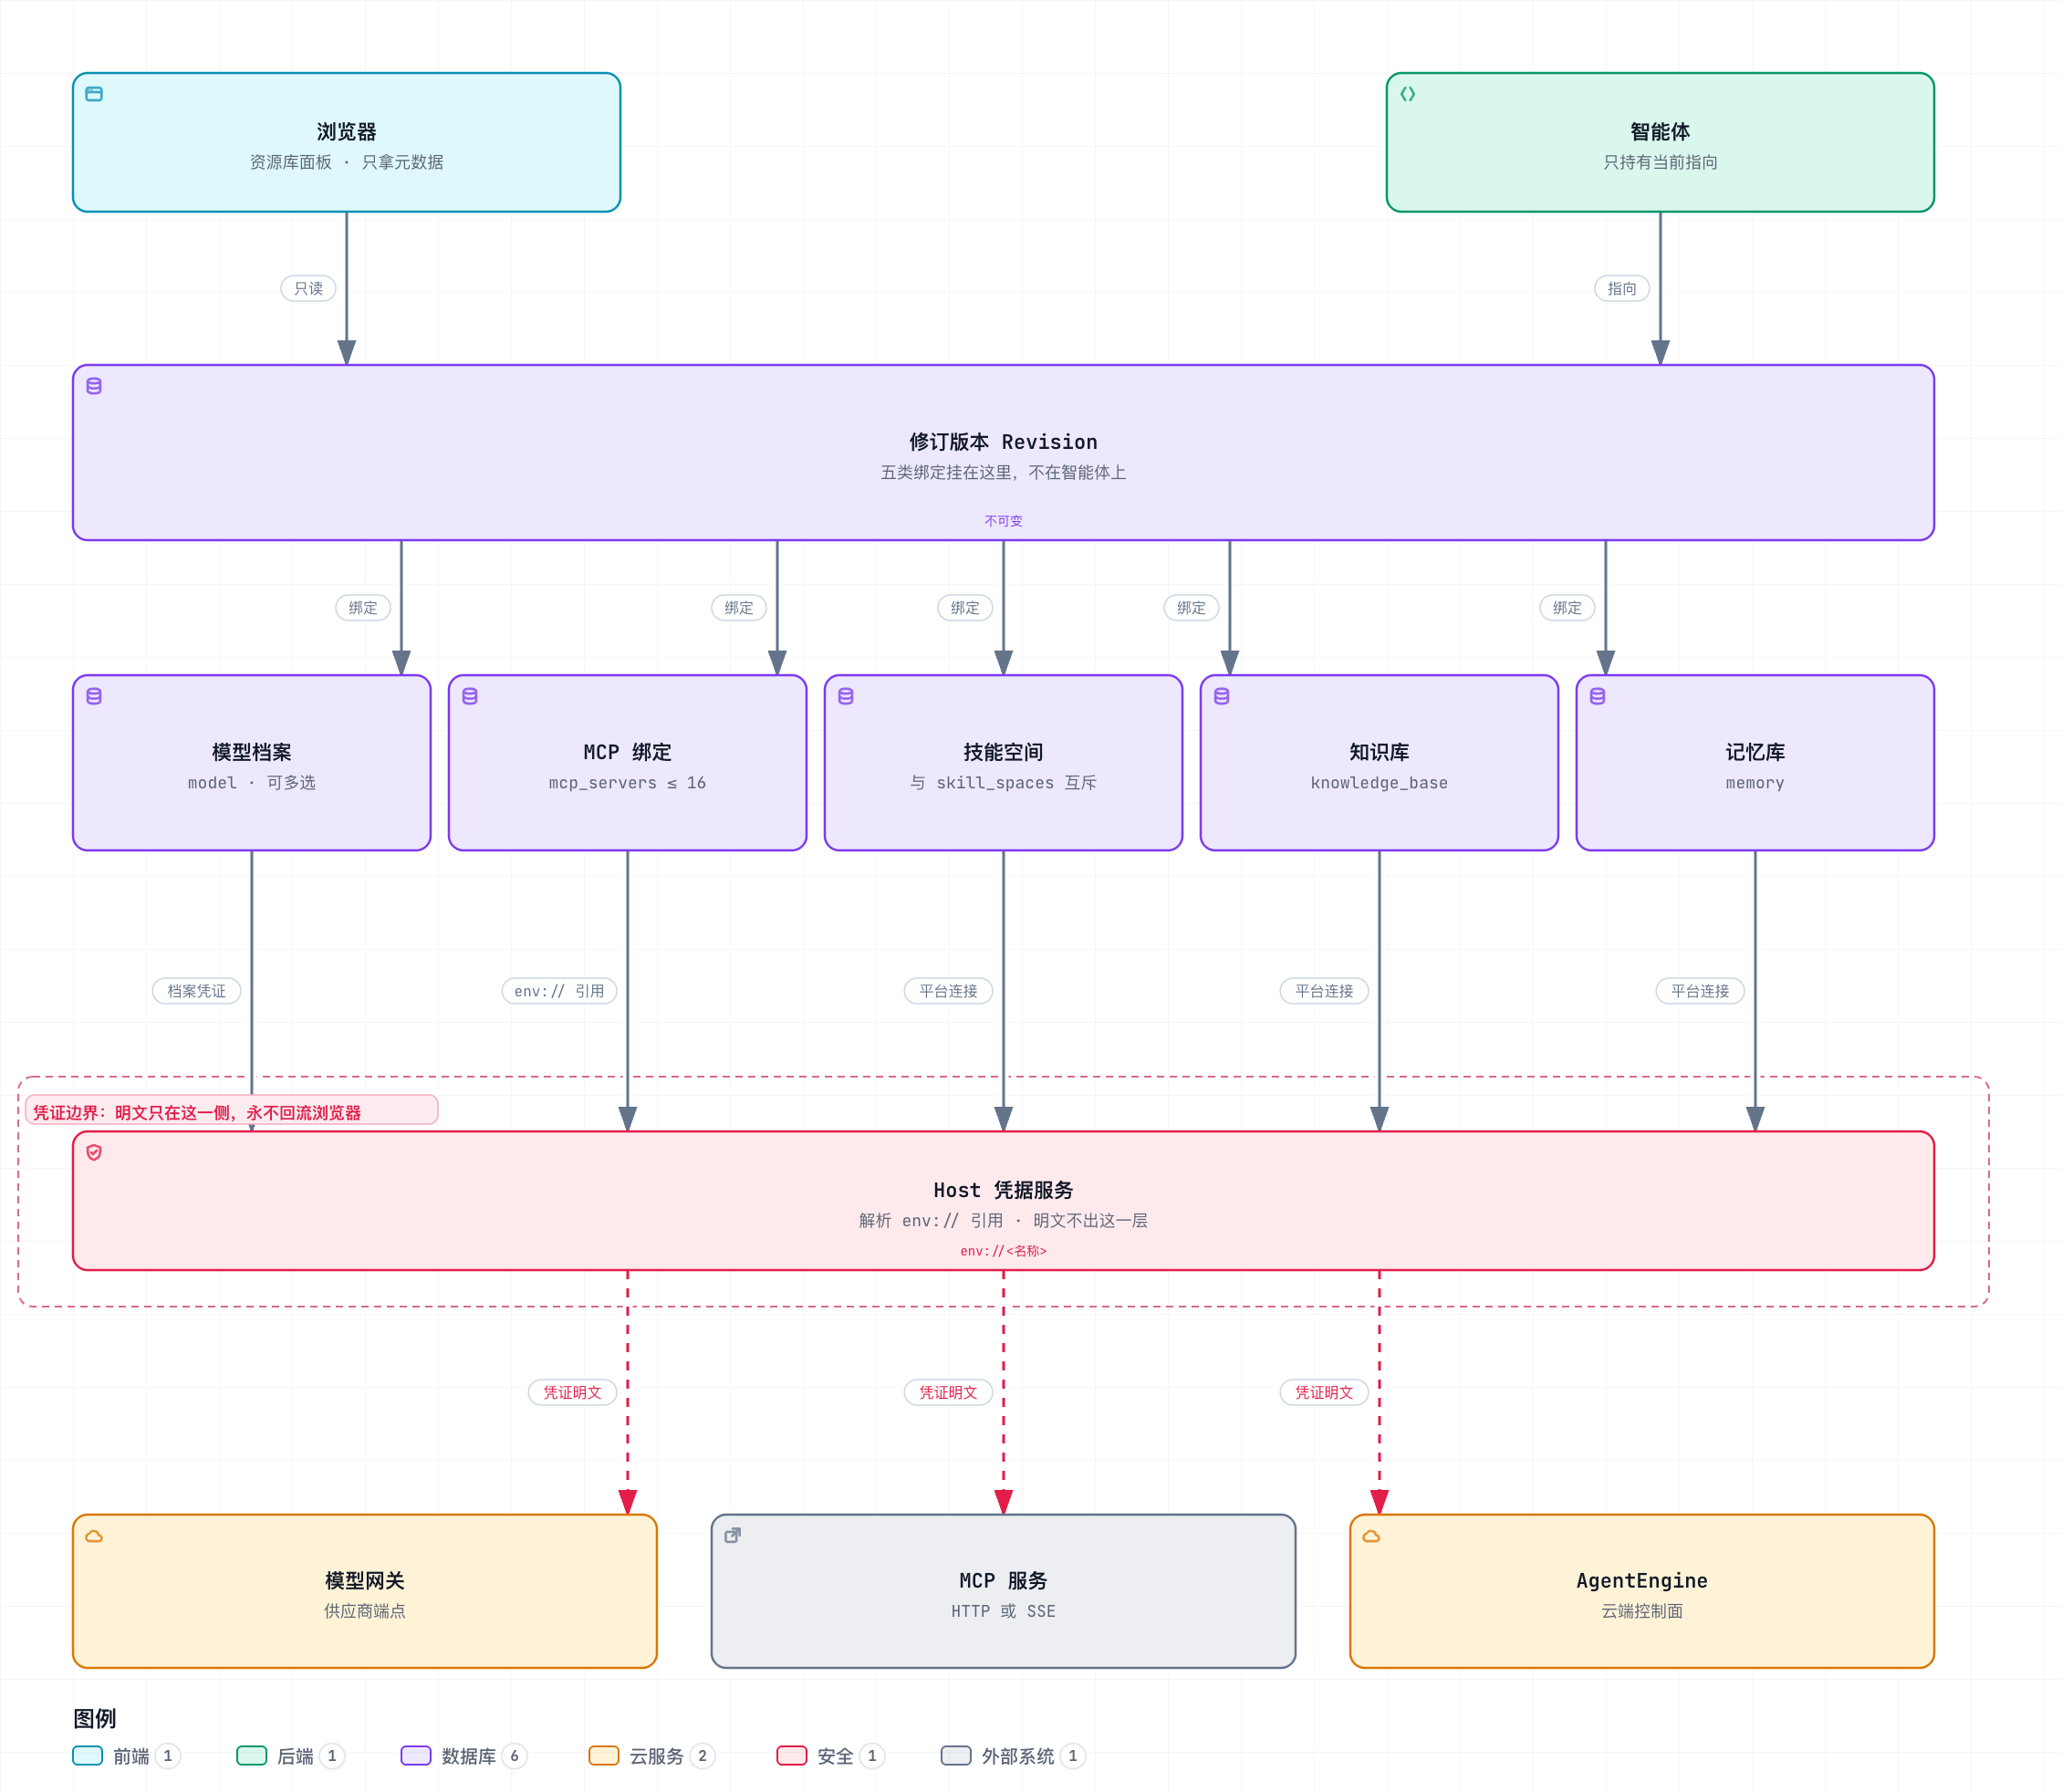 浏览器
资源库面板 · 只拿元数据
智能体
只持有当前指向
只读
指向
修订版本 Revision
五类绑定挂在这里，不在智能体上
不可变
绑定
绑定
绑定
绑定
绑定
模型档案
model · 可多选
MCP 绑定
mcp_servers ≤ 16
技能空间
与 skill_spaces 互斥
知识库
knowledge_base
记忆库
memory
档案凭证
env:// 引用
平台连接
平台连接
平台连接
凭证边界：明文只在这一侧，永不回流浏览器
Host 凭据服务
解析 env:// 引用 · 明文不出这一层
env://<名称>
凭证明文
凭证明文
凭证明文
模型网关
供应商端点
MCP 服务
HTTP 或 SSE
AgentEngine
云端控制面
图例
前端 1 后端 1 数据库 6 云服务 2 安全 1 外部系统 1